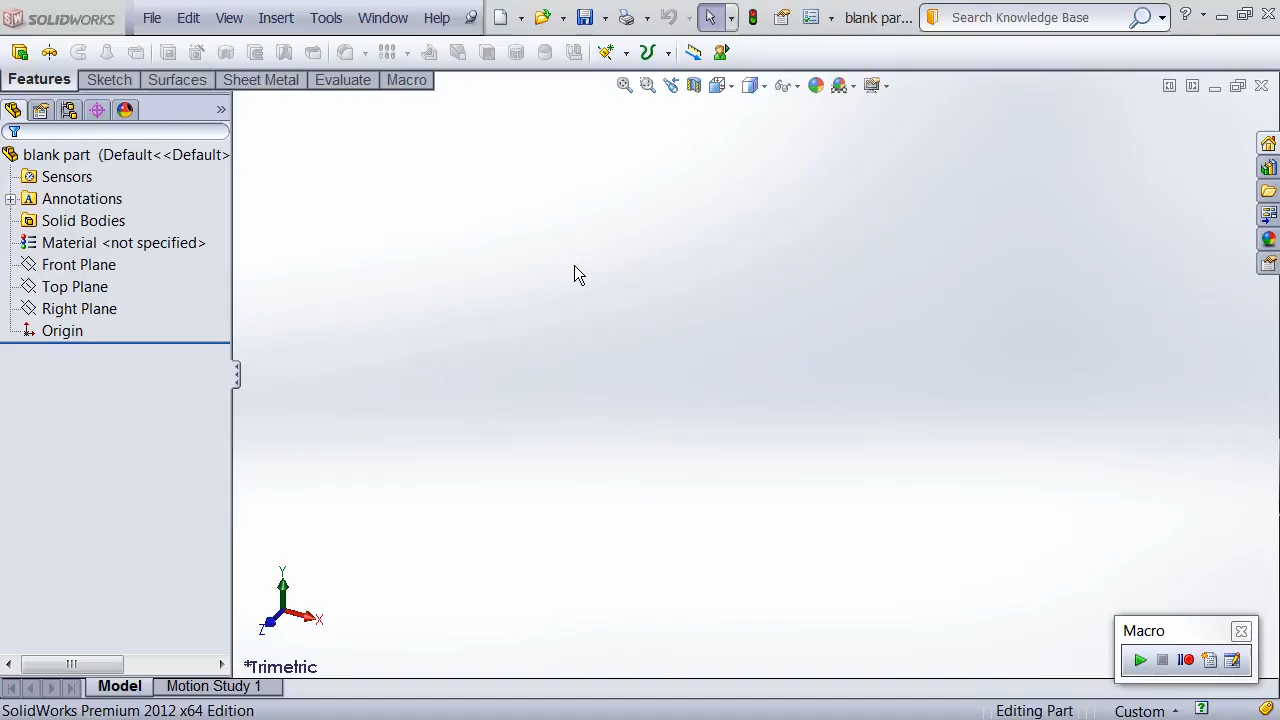 SOLIDWORKS File Edit View Insert Tools Window Help blank par... Search Knowledge Base ?
Features Sketch Surfaces Sheet Metal Evaluate Macro
»
blank part (Default<<Default>
Sensors
A Annotations
Solid Bodies
Material <not specified>
Front Plane
Top Plane
Right Plane
Origin
Y
X
Z
*Trimetric
Macro
Model Motion Study 1
SolidWorks Premium 2012 x64 Edition Editing Part Custom ?